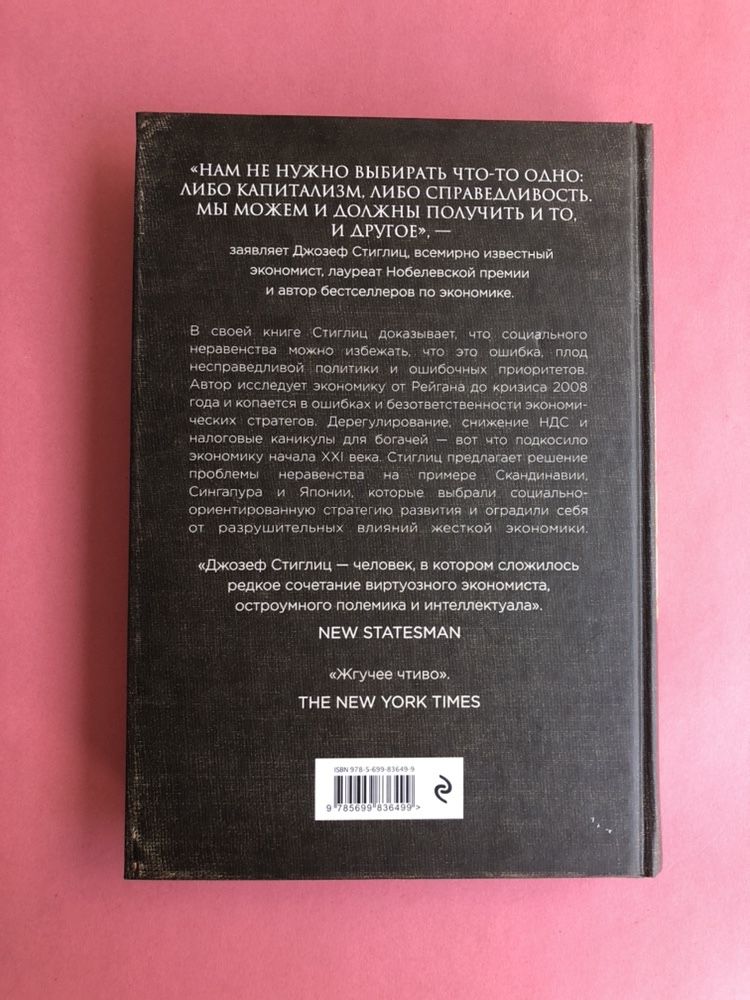 «НАМ НЕ НУЖНО ВЫБИРАТЬ ЧТО-ТО ОДНО:
ЛИБО КАПИТАЛИЗМ, ЛИБО СПРАВЕДЛИВОСТЬ.
МЫ МОЖЕМ И ДОЛЖНЫ ПОЛУЧИТЬ И ТО,
И ДРУГОЕ», —
заявляет Джозеф Стиглиц, всемирно известный
экономист, лауреат Нобелевской премии
и автор бестселлеров по экономике.
В своей книге Стиглиц доказывает, что социального
неравенства можно избежать, что это ошибка, плод
несправедливой политики и ошибочных приоритетов.
Автор исследует экономику от Рейгана до кризиса 2008
года и копается в ошибках и безответственности экономи-
ческих стратегов. Дерегулирование, снижение НДС и
налоговые каникулы для богачей — вот что подкосило
экономику начала XXI века. Стиглиц предлагает решение
проблемы неравенства на примере Скандинавии,
Сингапура и Японии, которые выбрали социально-
ориентированную стратегию развития и оградили себя
от разрушительных влияний жесткой экономики.
«Джозеф Стиглиц — человек, в котором сложилось
редкое сочетание виртуозного экономиста,
остроумного полемика и интеллектуала».
NEW STATESMAN
«Жгучее чтиво».
THE NEW YORK TIMES
ISBN 978-5-699-83649-9
9 785699 836499 >